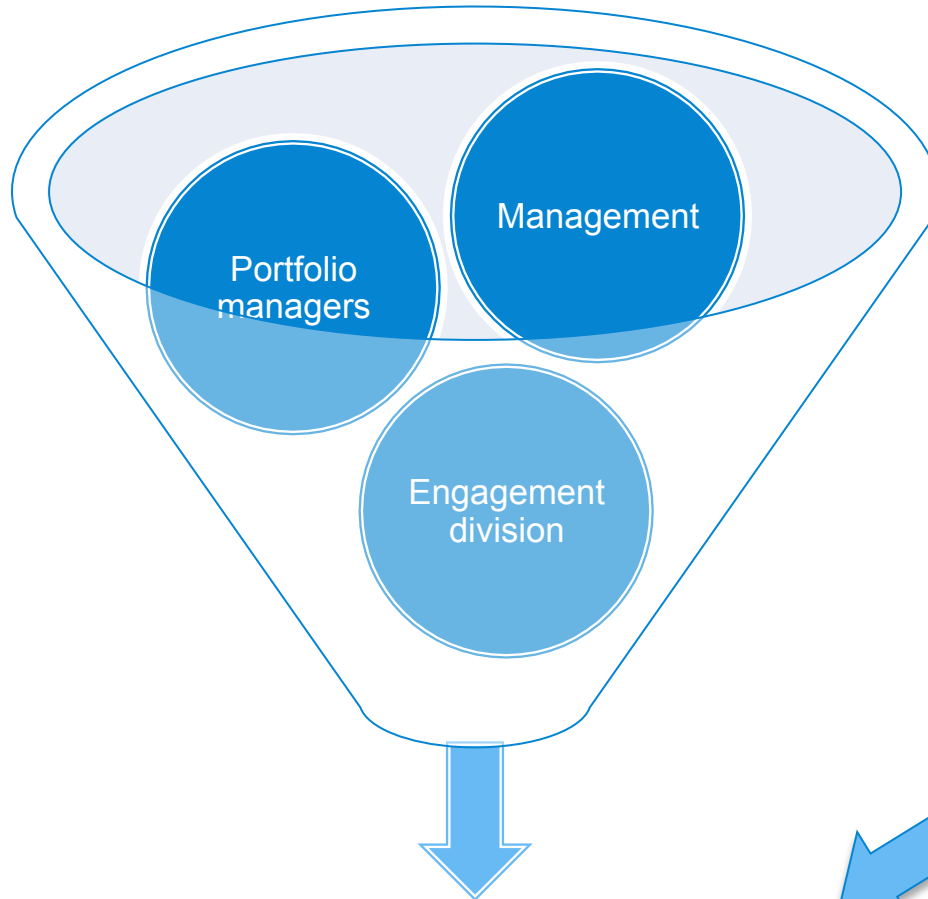 Management
Portfolio
managers
Engagement
division